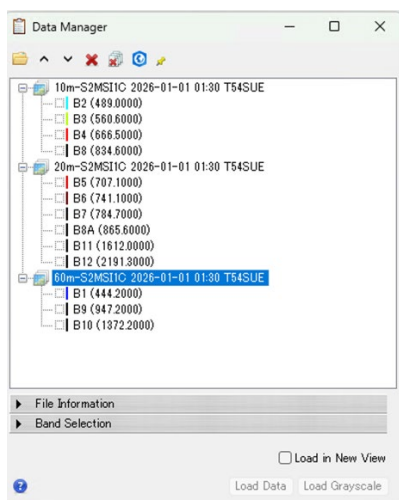 Data Manager
10m-S2MSI1C 2026-01-01 01:30 T54SUE
B2 (489.0000)
B3 (560.6000)
B4 (666.5000)
B8 (834.6000)
20m-S2MSI1C 2026-01-01 01:30 T54SUE
B5 (707.1000)
B6 (741.1000)
B7 (784.7000)
B8A (865.6000)
B11 (1612.0000)
B12 (2191.3000)
60m-S2MSI1C 2026-01-01 01:30 T54SUE
B1 (444.2000)
B9 (947.2000)
B10 (1372.2000)
File Information
Band Selection
Load in New View
Load Data Load Grayscale